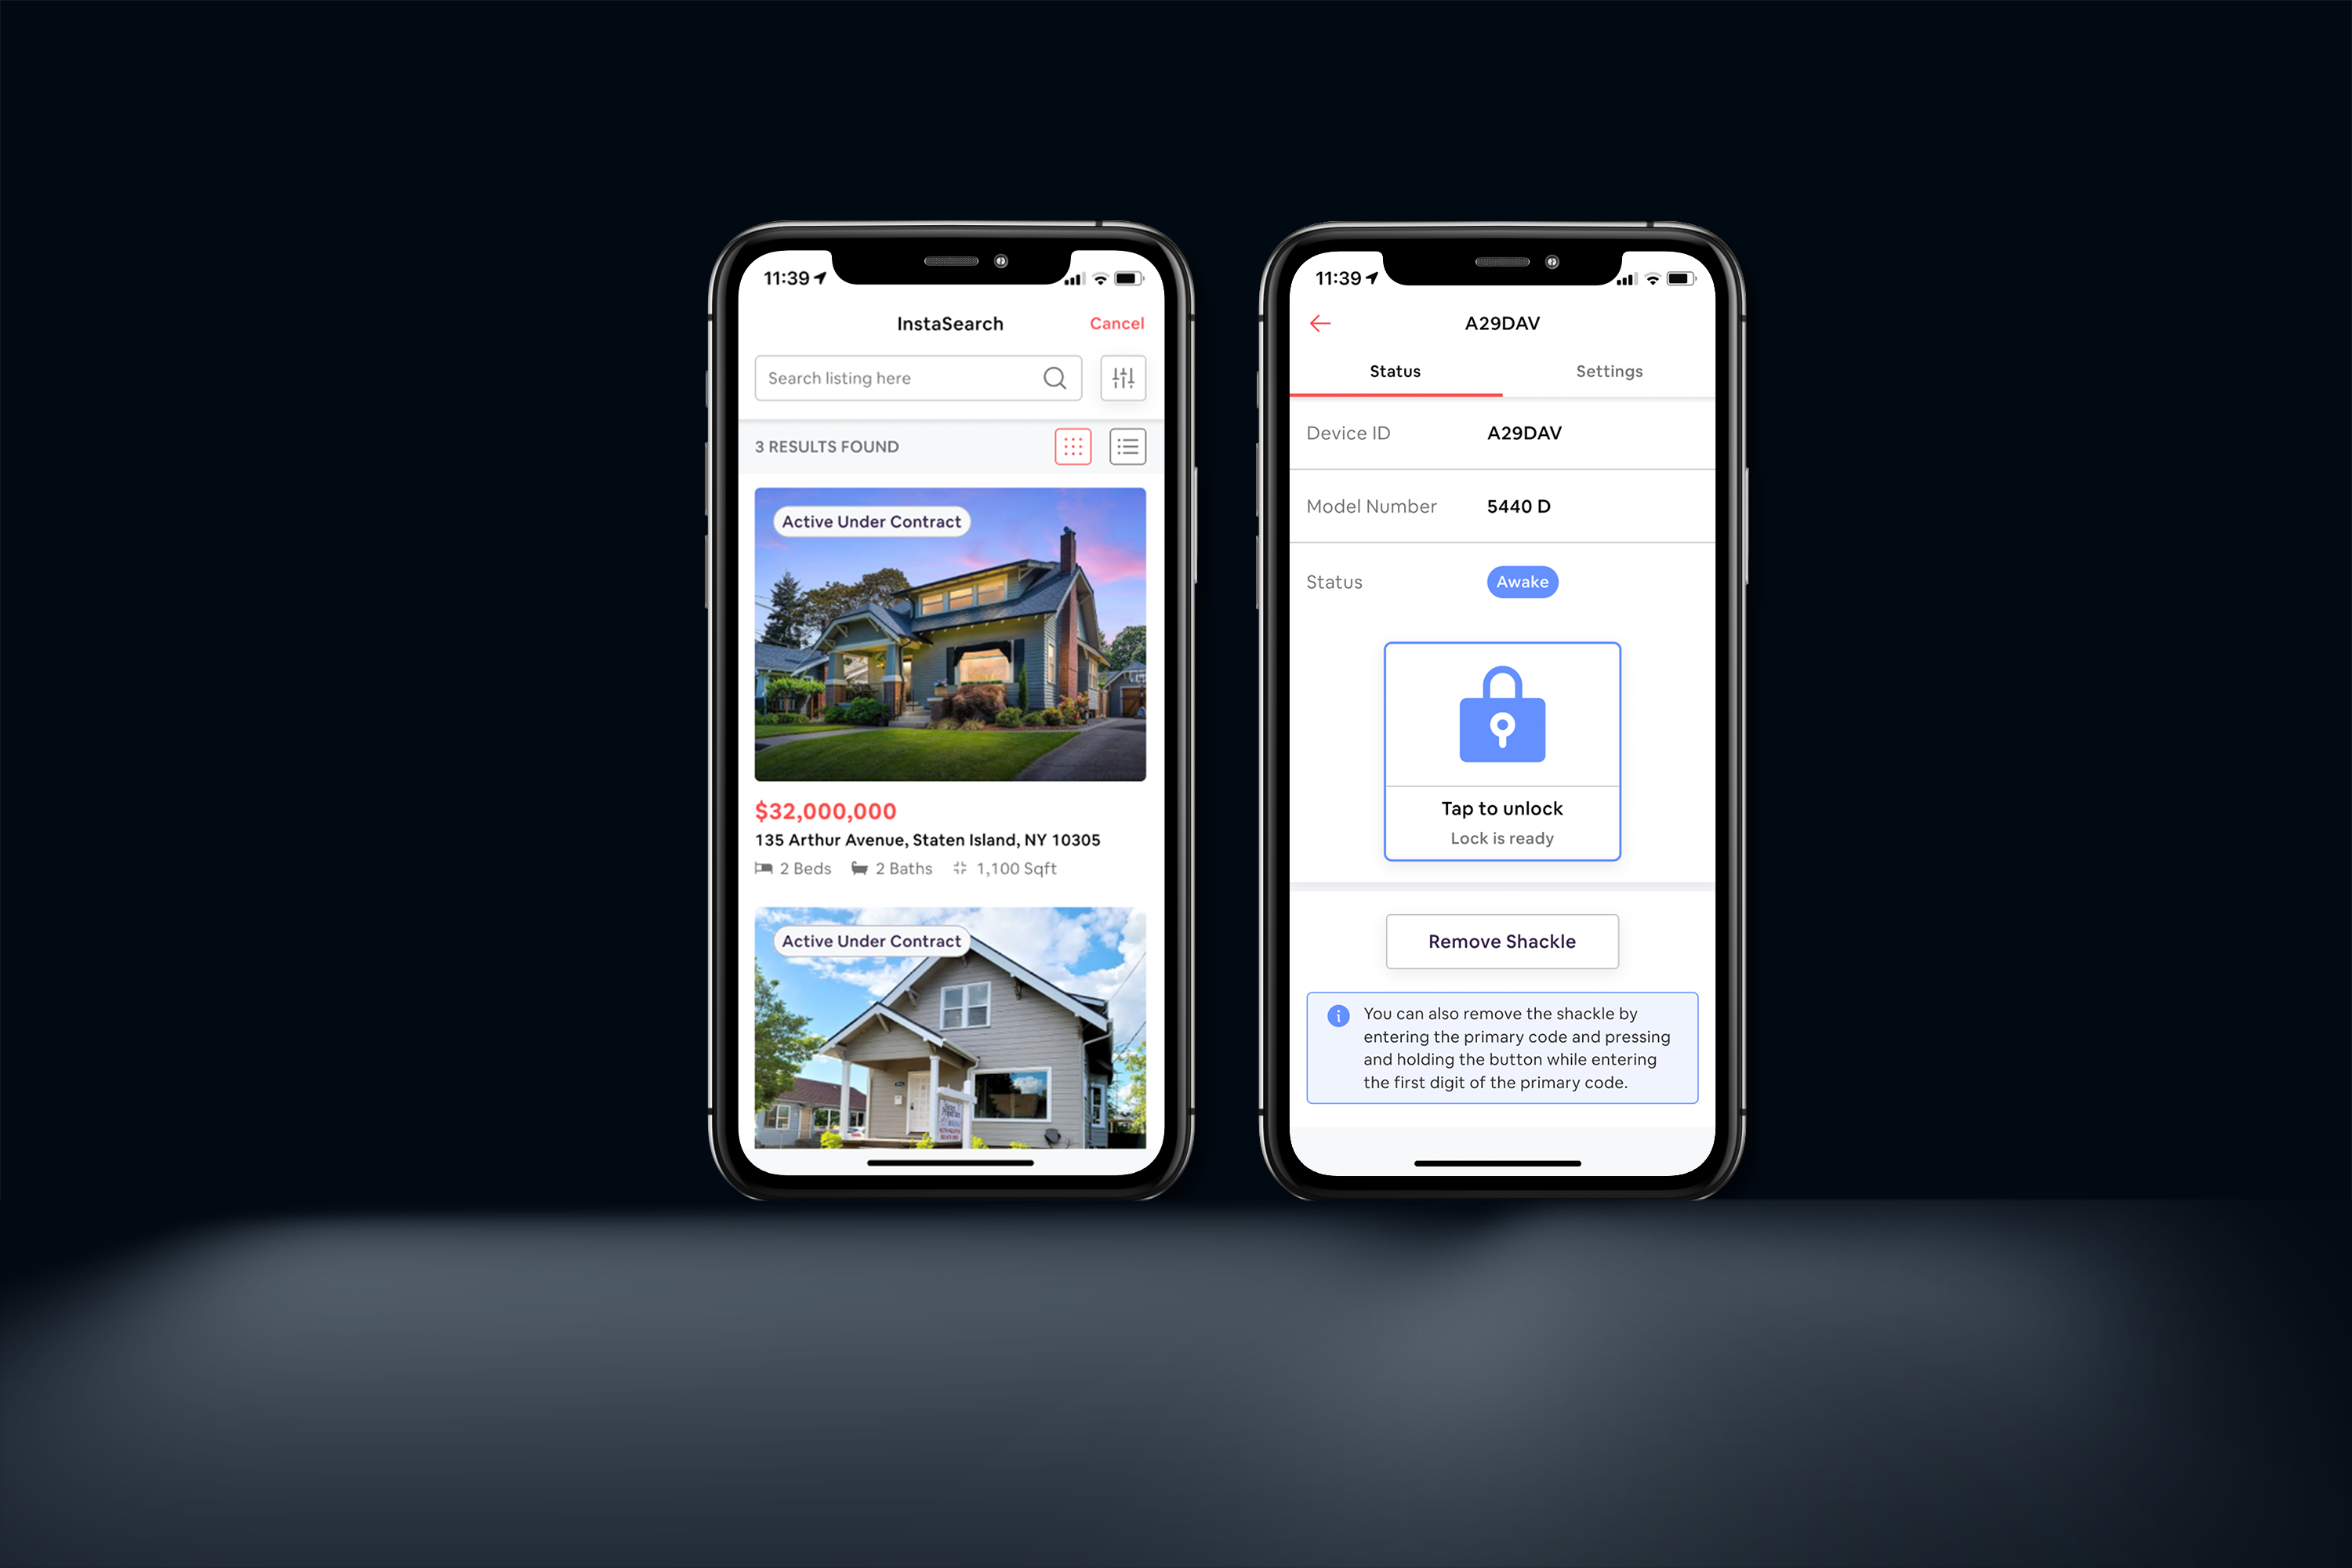 11:39
InstaSearch
Cancel
Search listing here
3 RESULTS FOUND
Active Under Contract
$32,000,000
135 Arthur Avenue, Staten Island, NY 10305
2 Beds 2 Baths 1,100 Sqft
Active Under Contract
11:39
A29DAV
Status Settings
Device ID A29DAV
Model Number 5440 D
Status Awake
Tap to unlock
Lock is ready
Remove Shackle
You can also remove the shackle by
entering the primary code and pressing
and holding the button while entering
the first digit of the primary code.